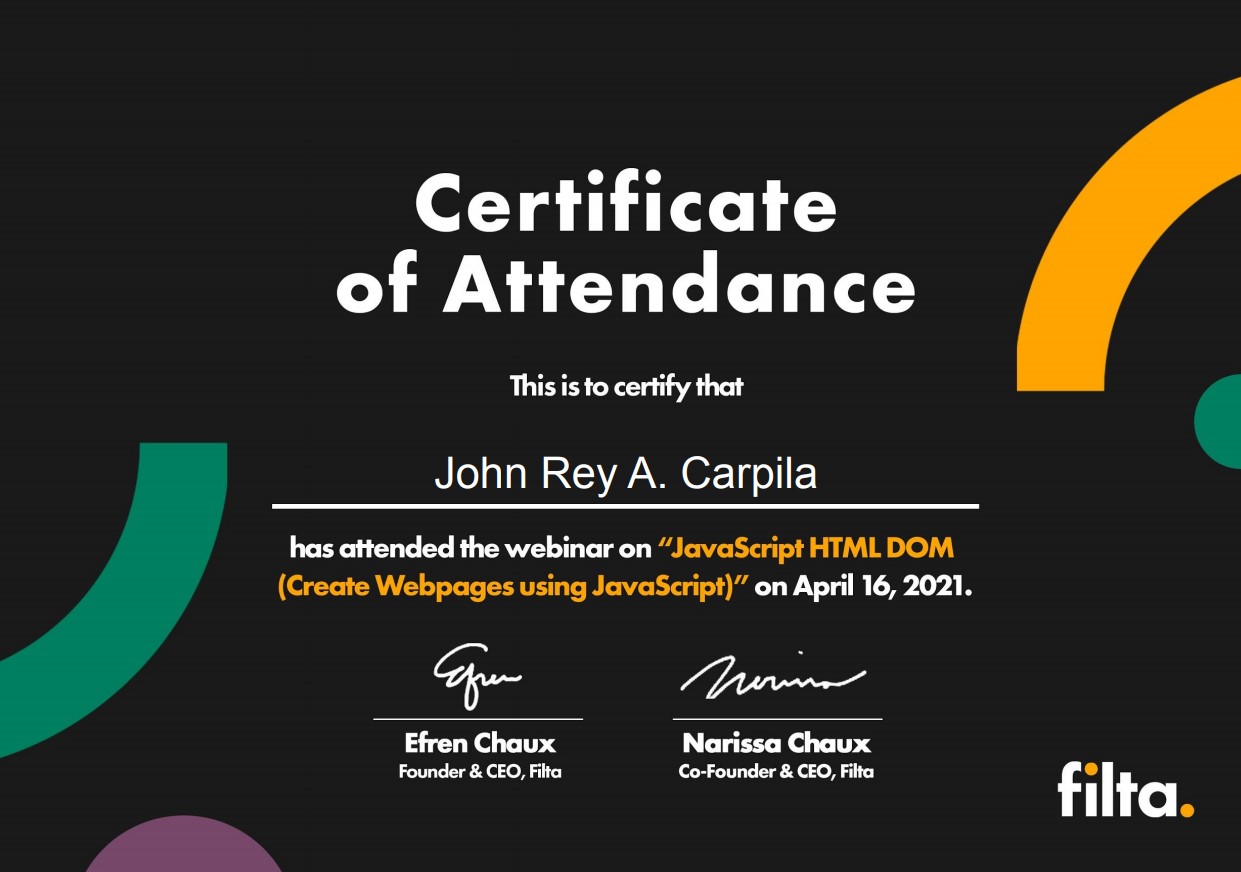 Certificate
of Attendance
This is to certify that
John Rey A. Carpila
has attended the webinar on “JavaScript HTML DOM
(Create Webpages using JavaScript)” on April 16, 2021.
Efren
Narissa
Efren Chaux
Narissa Chaux
Founder & CEO, Filta
Co-Founder & CEO, Filta
filta.